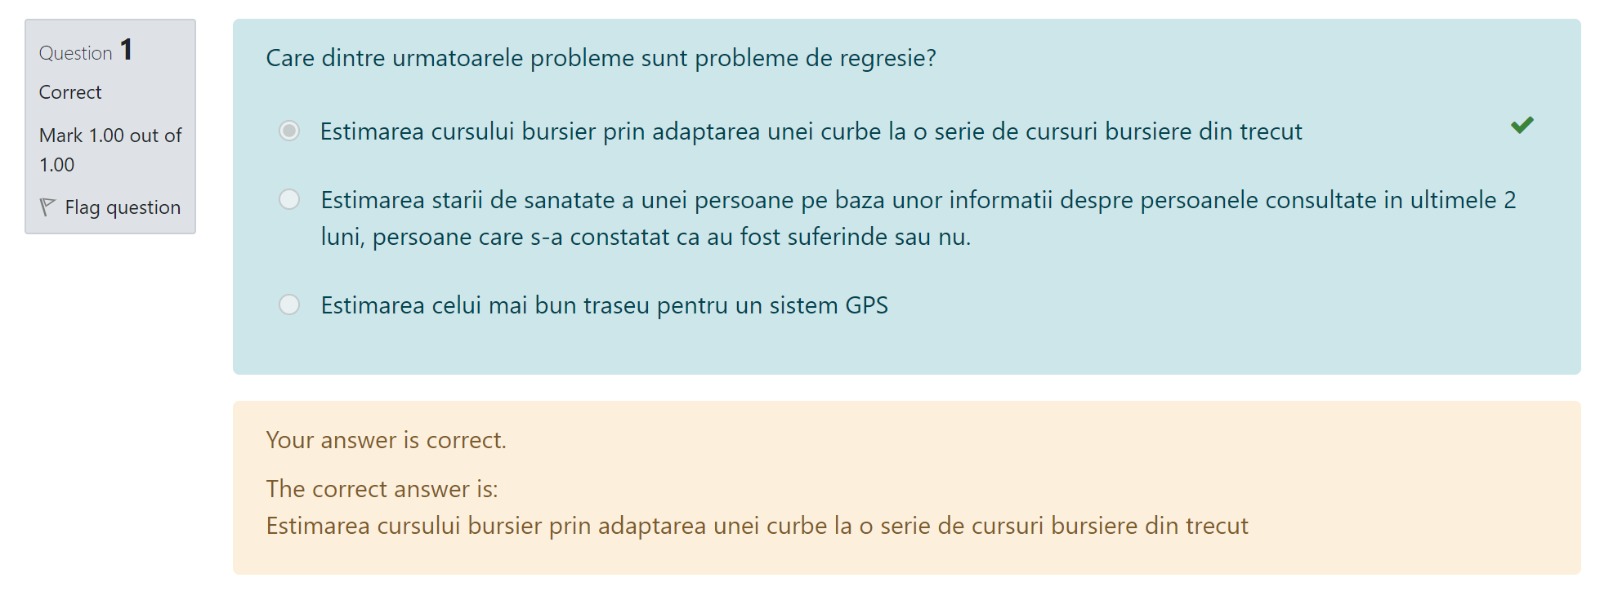 Question 1
Correct
Mark 1.00 out of
1.00
Flag question
Care dintre urmatoarele probleme sunt probleme de regresie?
Estimarea cursului bursier prin adaptarea unei curbe la o serie de cursuri bursiere din trecut
Estimarea starii de sanatate a unei persoane pe baza unor informatii despre persoanele consultate in ultimele 2
luni, persoane care s-a constatat ca au fost suferinde sau nu.
Estimarea celui mai bun traseu pentru un sistem GPS
Your answer is correct.
The correct answer is:
Estimarea cursului bursier prin adaptarea unei curbe la o serie de cursuri bursiere din trecut